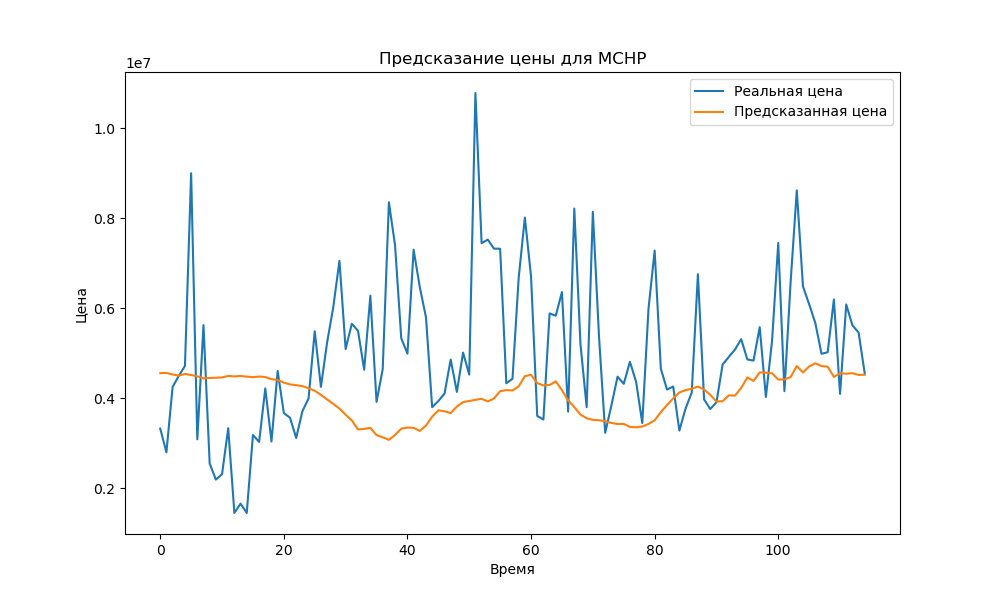 Предсказание цены для MCHP
1e7
Реальная цена
Предсказанная цена
1.0
0.8
0.6
0.4
0.2
Цена
0 20 40 60 80 100
Время